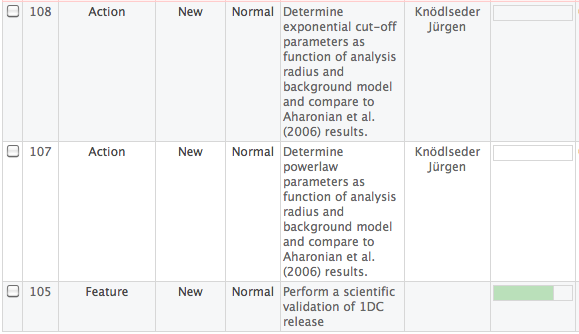 108 Action New Normal Determine Knödlseder
exponential cut-off Jürgen
parameters as
function of analysis
radius and
background model
and compare to
Aharonian et al.
(2006) results.
107 Action New Normal Determine Knödlseder
powerlaw Jürgen
parameters as
function of analysis
radius and
background model
and compare to
Aharonian et al.
(2006) results.
105 Feature New Normal Perform a scientific
validation of 1DC
release